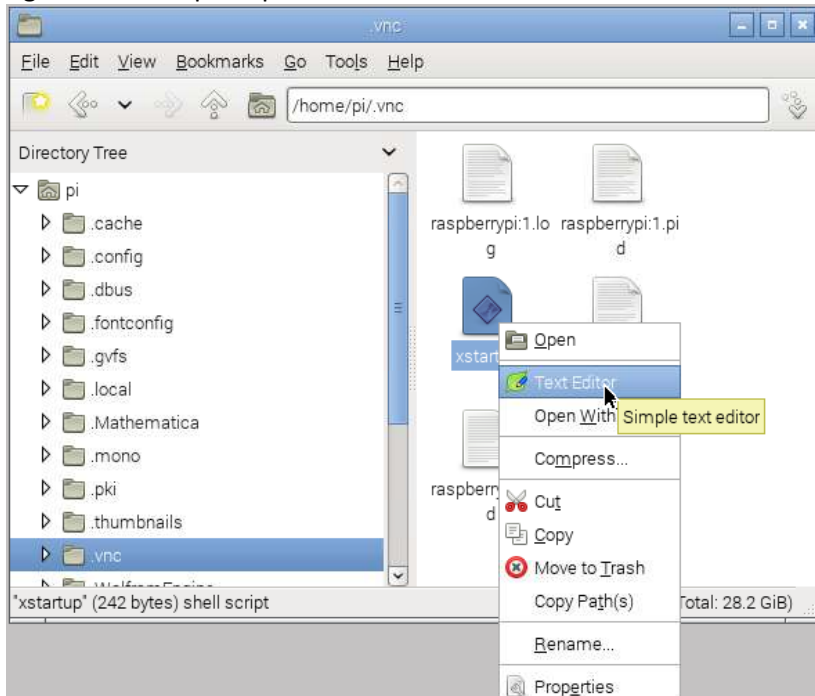 .vnc
File Edit View Bookmarks Go Tools Help
/home/pi/.vnc
Directory Tree
pi
.cache
.config
.dbus
.fontconfig
.gvfs
.local
.Mathematica
.mono
.pki
.thumbnails
.vnc
WolframEngine
raspberrypi:1.lo
g
raspberrypi:1.pi
d
xstart
raspberr
d
Open
Text Editor
Open With
Simple text editor
Compress...
Cut
Copy
Move to Trash
Copy Path(s)
Rename...
Properties
"xstartup" (242 bytes) shell script
Total: 28.2 GiB)